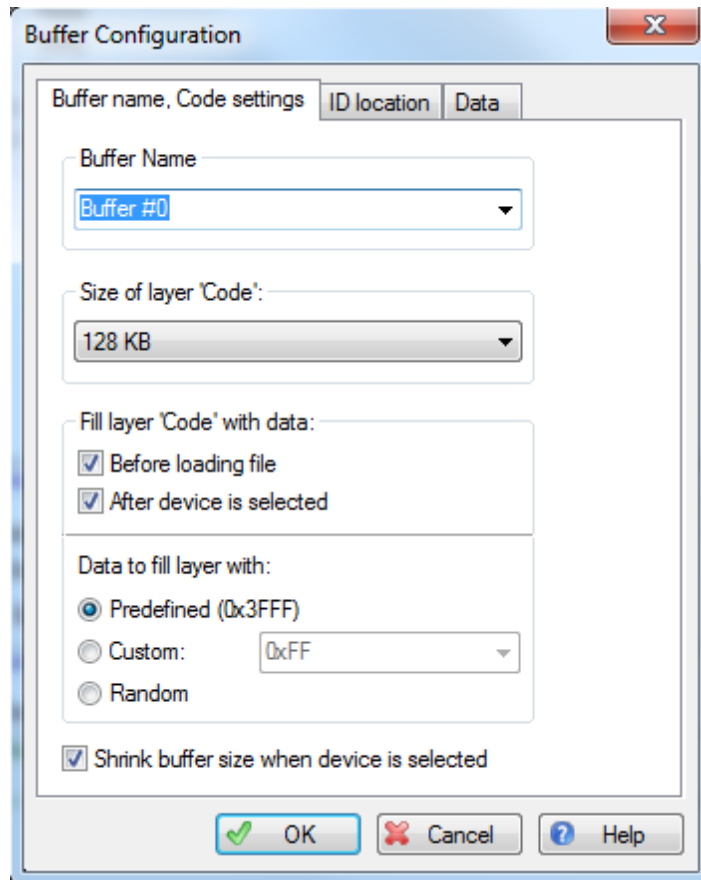 Buffer Configuration
Buffer name, Code settings
ID location
Data
Buffer Name
Buffer #0
Size of layer 'Code':
128 KB
Fill layer 'Code' with data:
Before loading file
After device is selected
Data to fill layer with:
Predefined (0x3FFF)
Custom: 0xFF
Random
Shrink buffer size when device is selected
OK Cancel Help